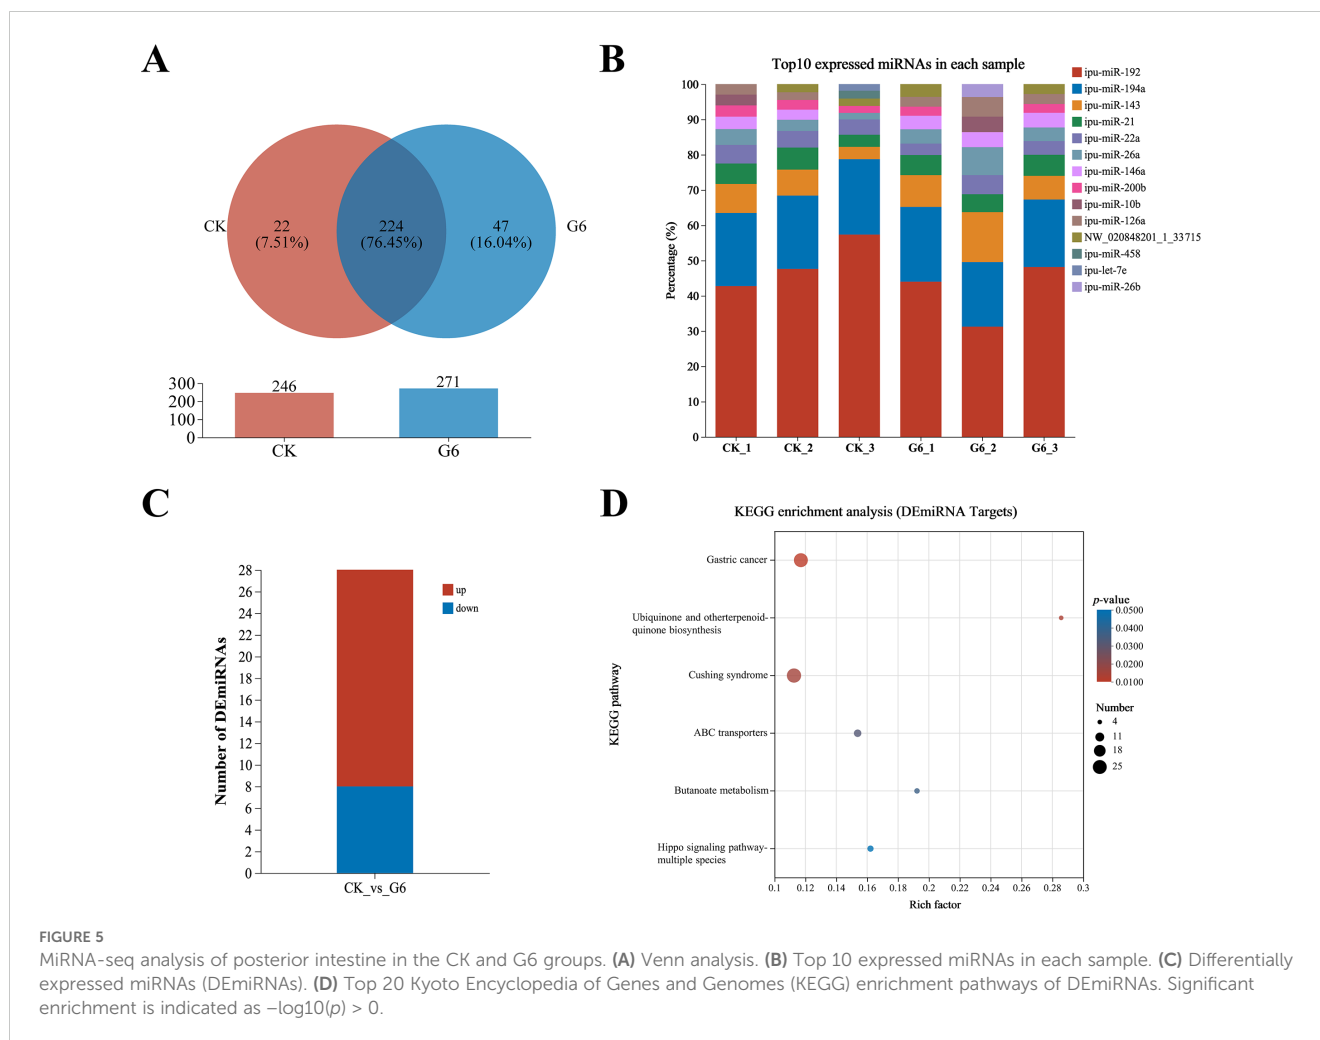 A
CK
22
(7.51%)
224
(76.45%)
47
(16.04%)
G6
300
200
100
0
246
271
CK
G6
B
Top10 expressed miRNAs in each sample
Percentage (%)
100
90
80
70
60
50
40
30
20
10
0
CK_1
CK_2
CK_3
G6_1
G6_2
G6_3
ipu-miR-192
ipu-miR-194a
ipu-miR-143
ipu-miR-21
ipu-miR-22a
ipu-miR-26a
ipu-miR-146a
ipu-miR-200b
ipu-miR-10b
ipu-miR-126a
NW_020848201_1_33715
ipu-miR-458
ipu-let-7e
ipu-miR-26b
C
Number of DEmiRNAs
28
26
24
22
20
18
16
14
12
10
8
6
4
2
0
CK_vs_G6
up
down
D
KEGG enrichment analysis (DEmiRNA Targets)
KEGG pathway
Gastric cancer
Ubiquinone and otherterpenoid-
quinone biosynthesis
Cushing syndrome
ABC transporters
Butanoate metabolism
Hippo signaling pathway-
multiple species
0.1
0.12
0.14
0.16
0.18
0.2
0.22
0.24
0.26
0.28
0.3
Rich factor
p-value
0.0500
0.0400
0.0300
0.0200
0.0100
Number
4
11
18
25
FIGURE 5
MiRNA-seq analysis of posterior intestine in the CK and G6 groups. (A) Venn analysis. (B) Top 10 expressed miRNAs in each sample. (C) Differentially
expressed miRNAs (DEmiRNAs). (D) Top 20 Kyoto Encyclopedia of Genes and Genomes (KEGG) enrichment pathways of DEmiRNAs. Significant
enrichment is indicated as −log10(p) > 0.